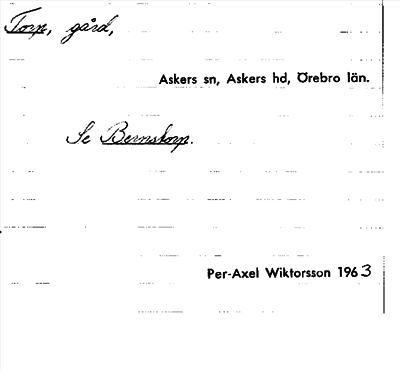 Torp, gård,
Askers sn, Askers hd, Örebro län.
Se Bernstorp.
Per-Axel Wiktorsson 1963